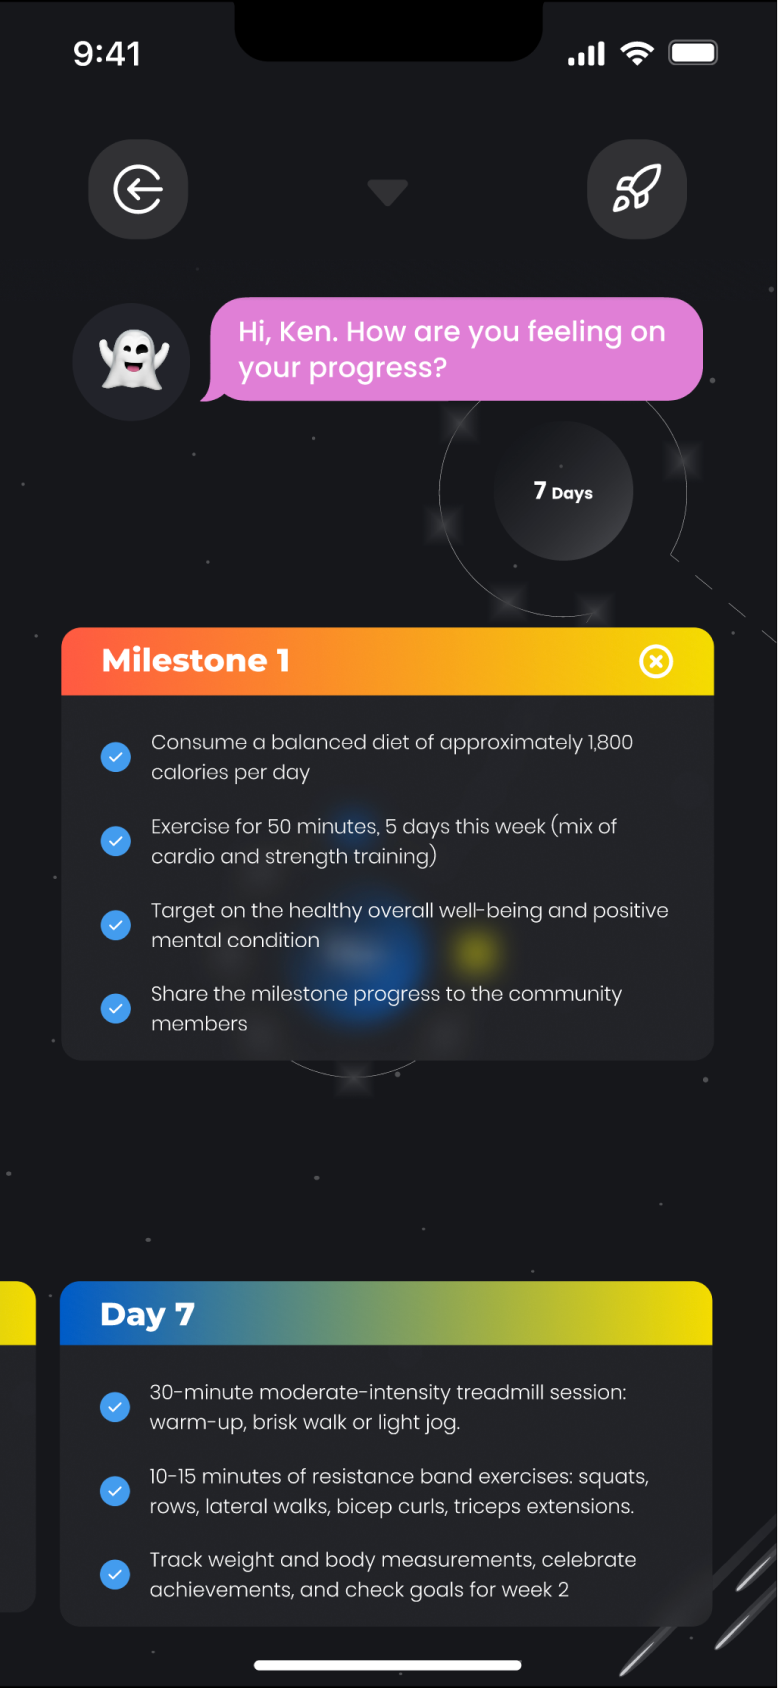 9:41
Hi, Ken. How are you feeling on
your progress?
7 Days
Milestone 1
Consume a balanced diet of approximately 1,800
calories per day
Exercise for 50 minutes, 5 days this week (mix of
cardio and strength training)
Target on the healthy overall well-being and positive
mental condition
Share the milestone progress to the community
members
Day 7
30-minute moderate-intensity treadmill session:
warm-up, brisk walk or light jog.
10-15 minutes of resistance band exercises: squats,
rows, lateral walks, bicep curls, triceps extensions.
Track weight and body measurements, celebrate
achievements, and check goals for week 2